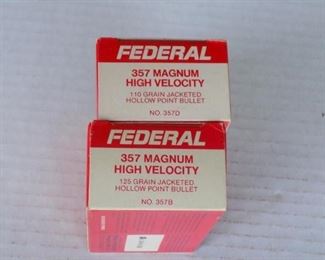 FEDERAL
357 MAGNUM
HIGH VELOCITY
110 GRAIN JACKETED
HOLLOW POINT BULLET
NO. 357D
FEDERAL
357 MAGNUM
HIGH VELOCITY
125 GRAIN JACKETED
HOLLOW POINT BULLET
NO. 357B